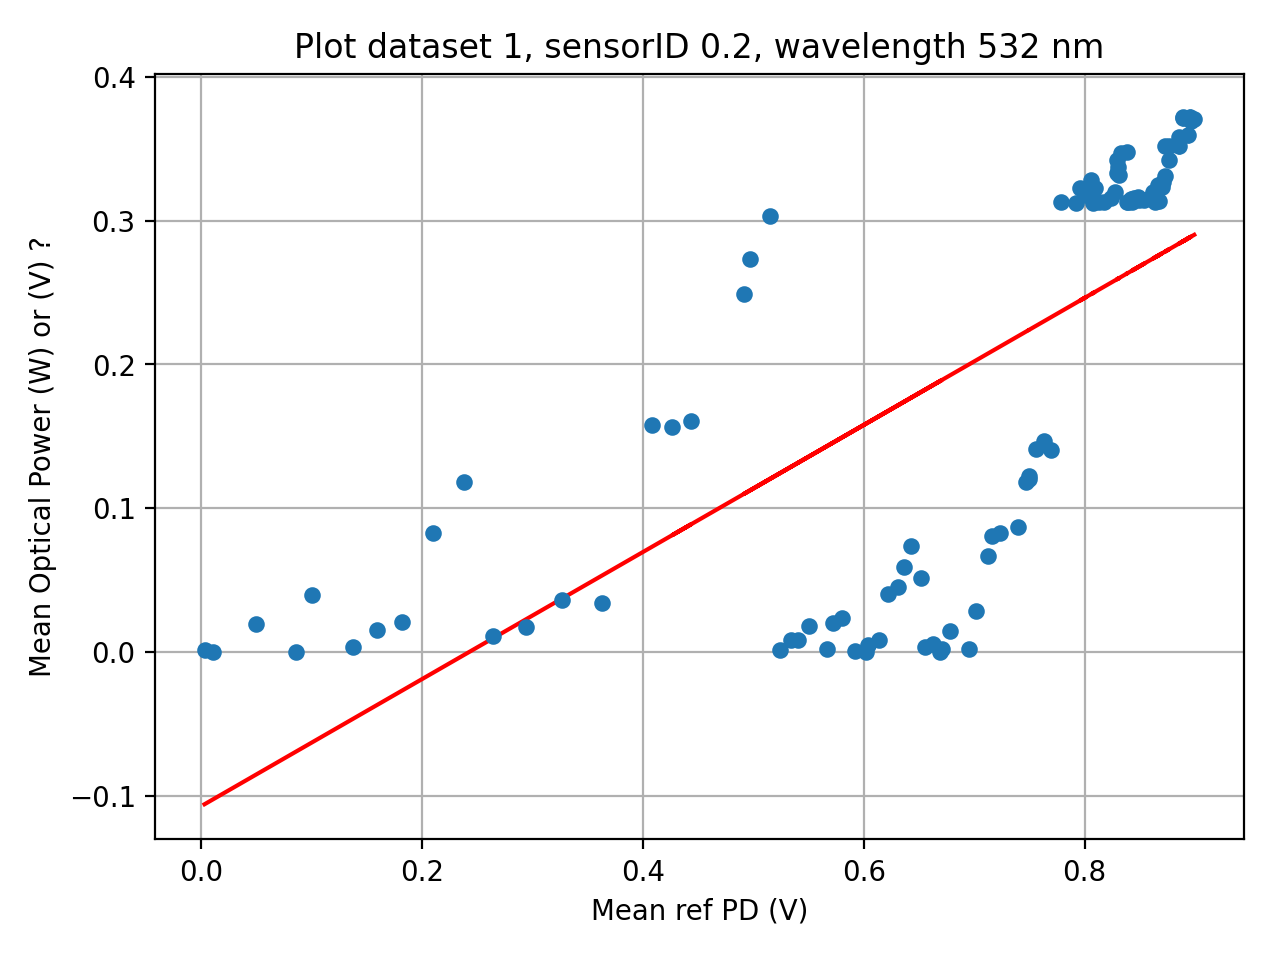 Plot dataset 1, sensorID 0.2, wavelength 532 nm
0.4
0.3
0.2
0.1
0.0
−0.1
Mean Optical Power (W) or (V) ?
0.0 0.2 0.4 0.6 0.8
Mean ref PD (V)